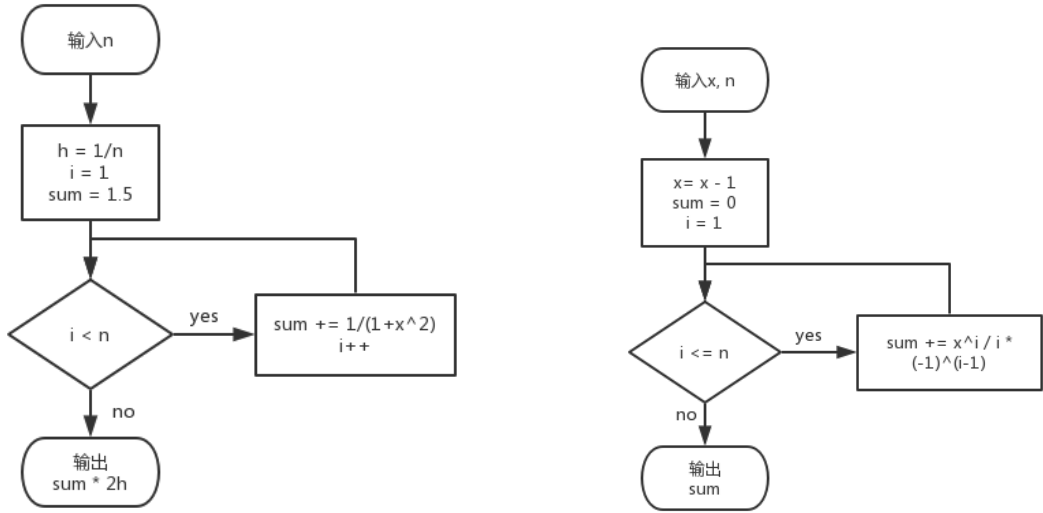 输入n
h = 1/n
i = 1
sum = 1.5
i < n
yes
sum += 1/(1+x^2)
i++
no
输出
sum * 2h
输入x, n
x= x - 1
sum = 0
i = 1
i <= n
yes
sum += x^i / i *
(-1)^(i-1)
no
输出
sum